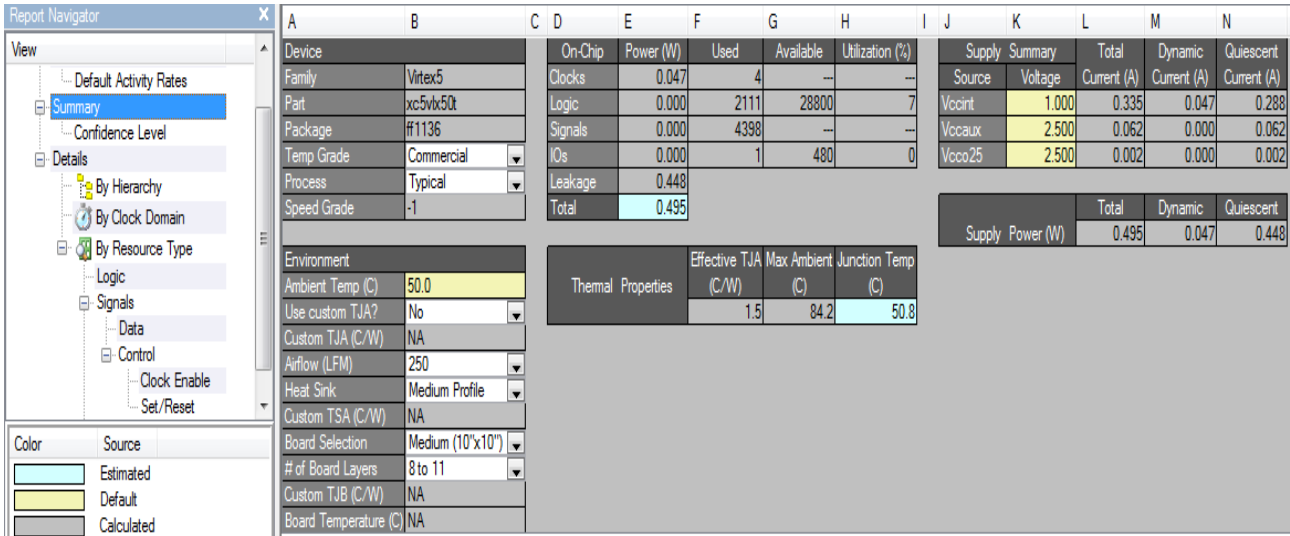 Report Navigator X
View
Default Activity Rates
Summary
Confidence Level
Details
By Hierarchy
By Clock Domain
By Resource Type
Logic
Signals
Data
Control
Clock Enable
Set/Reset
Color Source
Estimated
Default
Calculated
A B C D E F G H I J K L M N
Device
Family Virtex5
Part xc5vlx50t
Package ff1136
Temp Grade Commercial
Process Typical
Speed Grade -1
Environment
Ambient Temp (C) 50.0
Use custom TJA? No
Custom TJA (C/W) NA
Airflow (LFM) 250
Heat Sink Medium Profile
Custom TSA (C/W) NA
Board Selection Medium (10"x10")
# of Board Layers 8 to 11
Custom TJB (C/W) NA
Board Temperature (C) NA
On-Chip Power (W) Used Available Utilization (%)
Clocks 0.047 4 --- ---
Logic 0.000 2111 28800 7
Signals 0.000 4398 --- ---
IOs 0.000 1 480 0
Leakage 0.448
Total 0.495
Effective TJA Max Ambient Junction Temp
Thermal Properties (C/W) (C) (C)
1.5 84.2 50.8
Supply Summary Total Dynamic Quiescent
Source Voltage Current (A) Current (A) Current (A)
Vccint 1.000 0.335 0.047 0.288
Vccaux 2.500 0.062 0.000 0.062
Vcco25 2.500 0.002 0.000 0.002
Total Dynamic Quiescent
Supply Power (W) 0.495 0.047 0.448